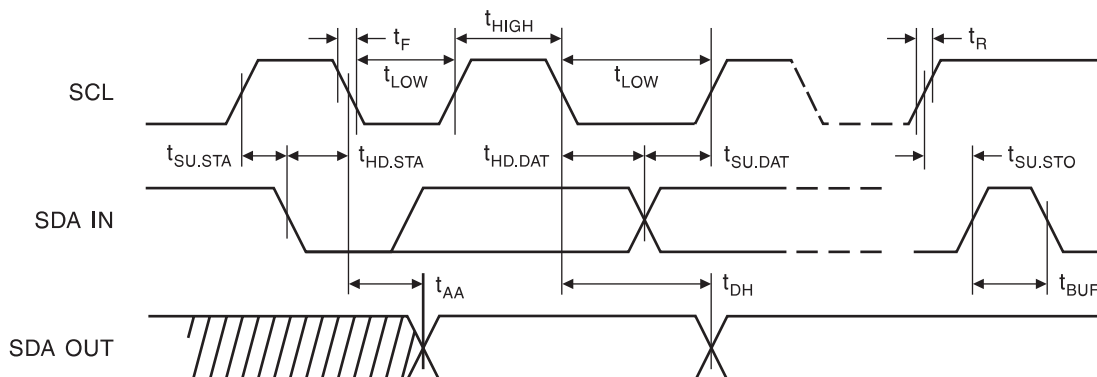 tF
tHIGH
tR
tLOW
tLOW
SCL
tSU.STA
tHD.STA
tHD.DAT
tSU.DAT
tSU.STO
SDA IN
tAA
tDH
tBUF
SDA OUT